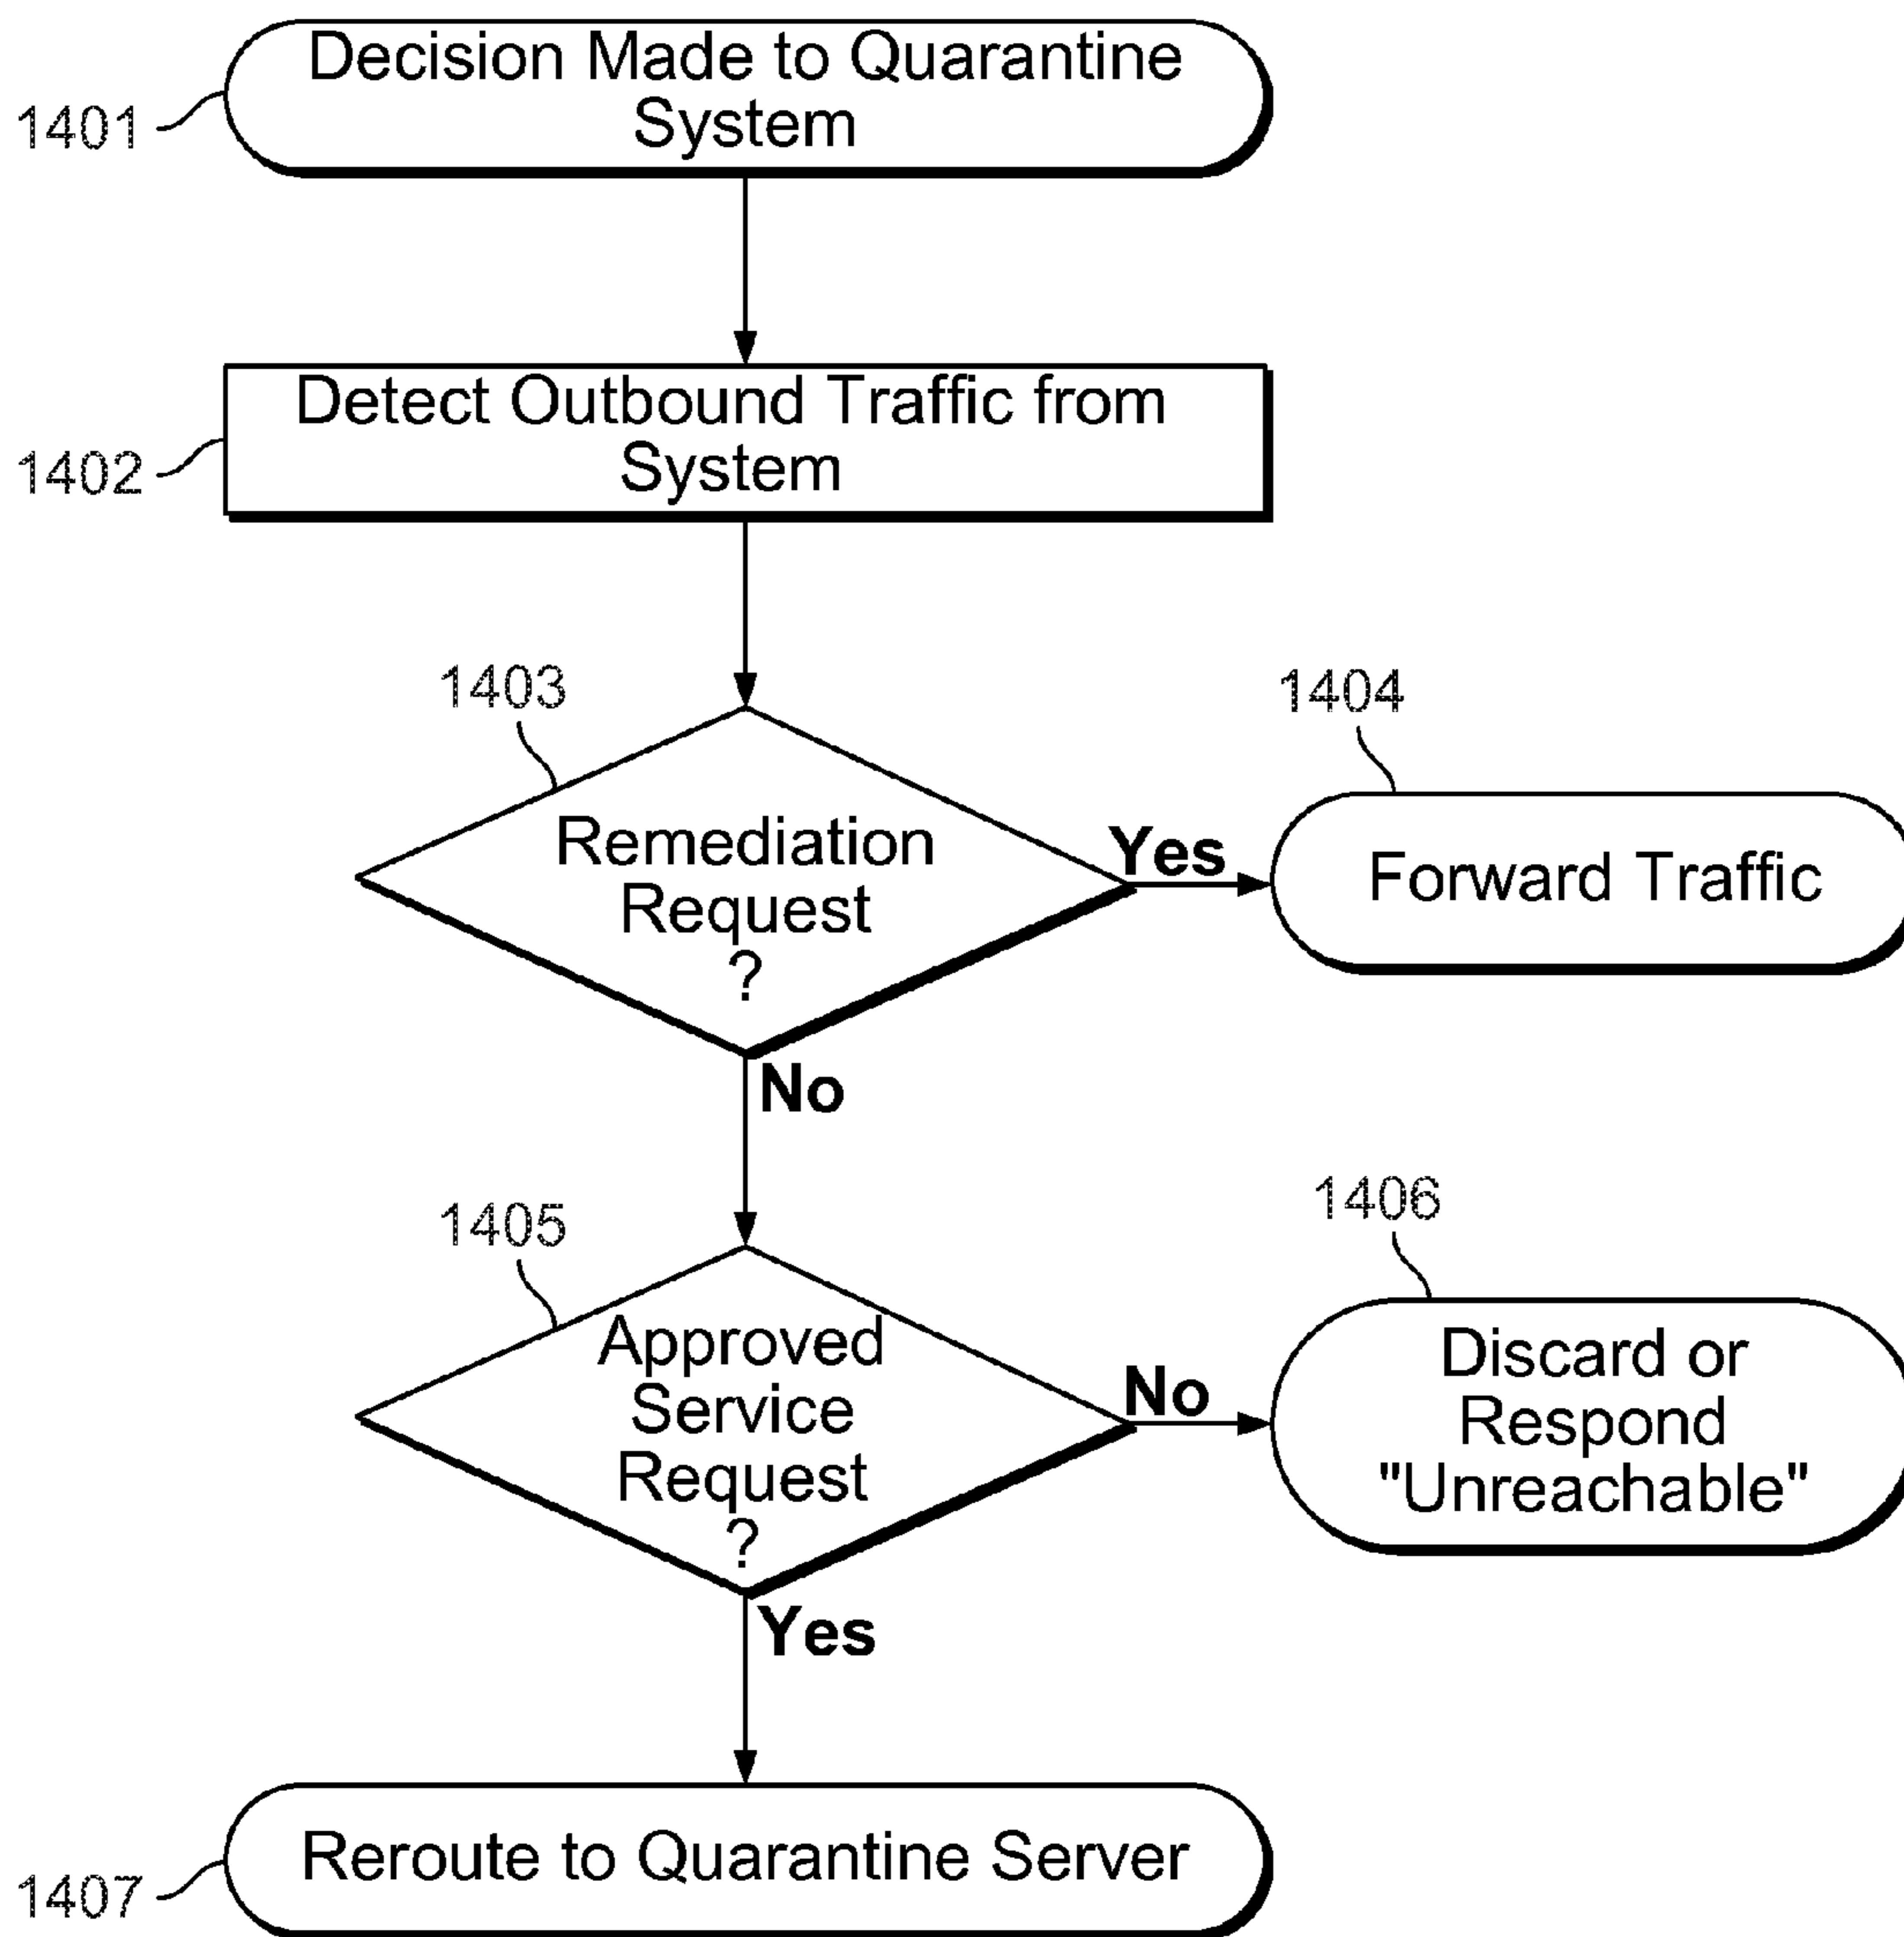 Decision Made to Quarantine
System
1401
Detect Outbound Traffic from
System
1402
1403
Remediation
Request
?
Yes
1404
Forward Traffic
No
1405
Approved
Service
Request
?
No
1406
Discard or
Respond
"Unreachable"
Yes
Reroute to Quarantine Server
1407